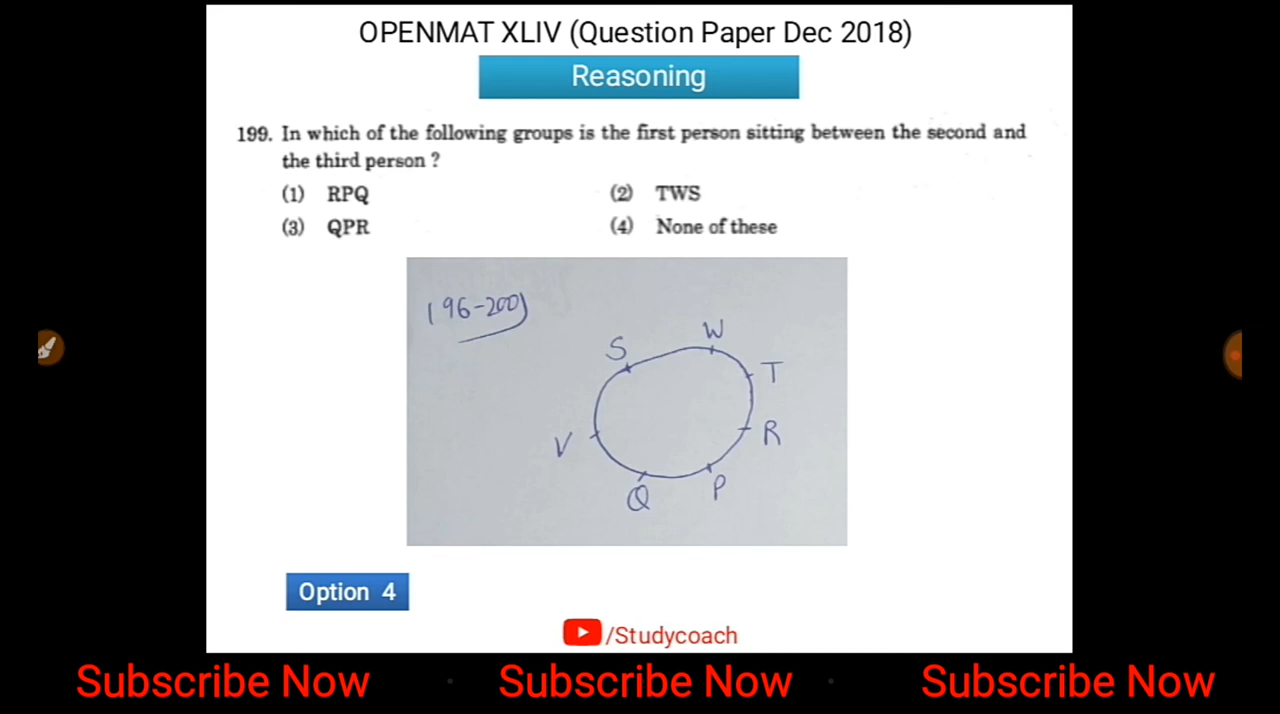 OPENMAT XLIV (Question Paper Dec 2018)
Reasoning
199. In which of the following groups is the first person sitting between the second and
the third person ?
(1) RPQ (2) TWS
(3) QPR (4) None of these
196-200)
S W
T
V R
Q P
Option 4
/Studycoach
Subscribe Now · Subscribe Now · Subscribe Now